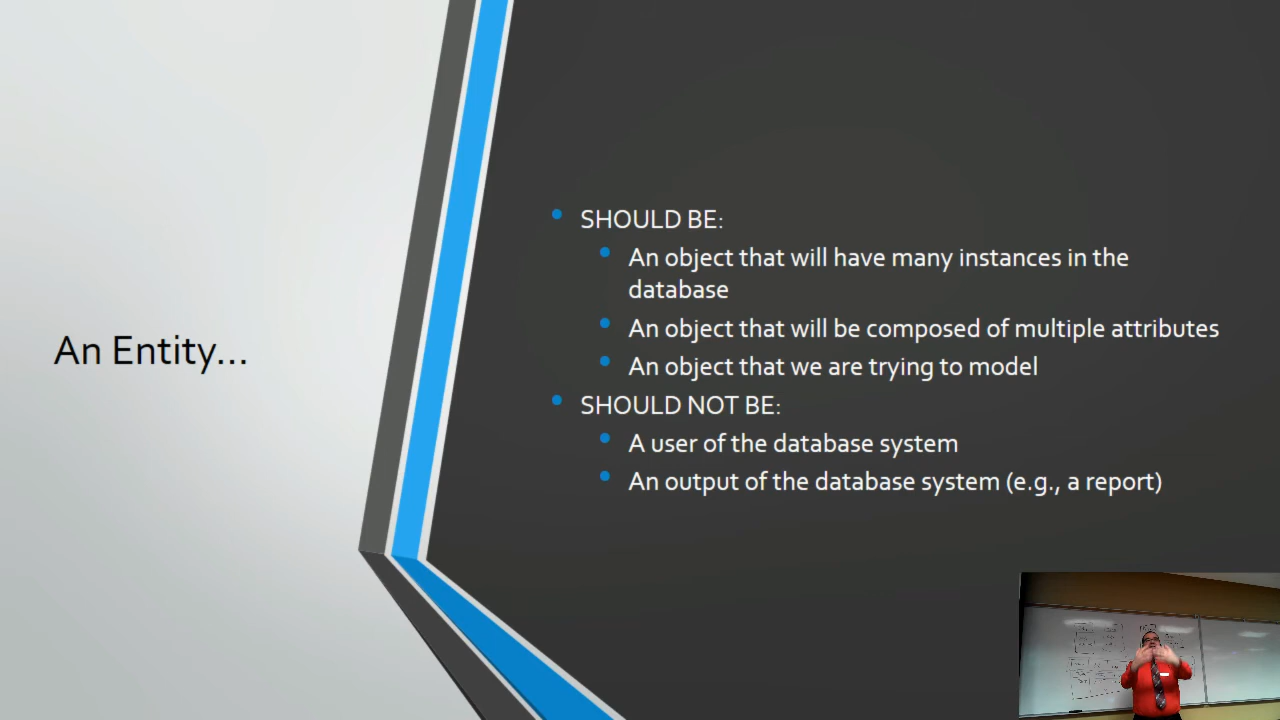 An Entity...
SHOULD BE:
An object that will have many instances in the
database
An object that will be composed of multiple attributes
An object that we are trying to model
SHOULD NOT BE:
A user of the database system
An output of the database system (e.g., a report)